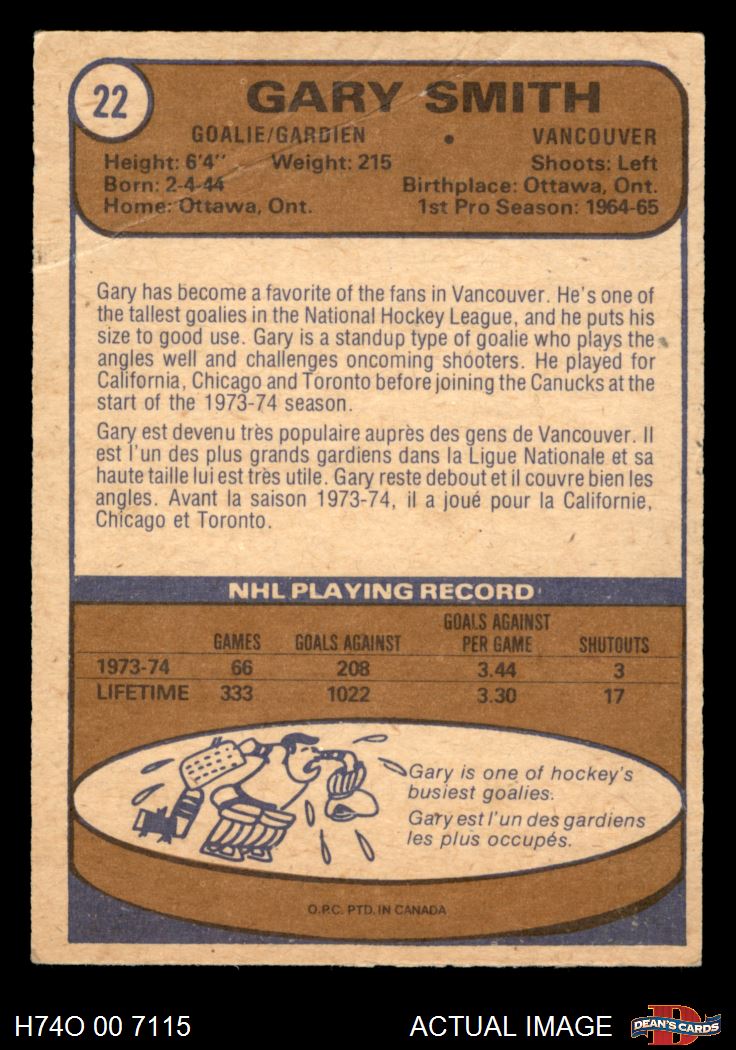 22
GARY SMITH
GOALIE/GARDIEN • VANCOUVER
Height: 6'4" Weight: 215 Shoots: Left
Born: 2-4-44 Birthplace: Ottawa, Ont.
Home: Ottawa, Ont. 1st Pro Season: 1964-65
Gary has become a favorite of the fans in Vancouver. He's one of
the tallest goalies in the National Hockey League, and he puts his
size to good use. Gary is a standup type of goalie who plays the
angles well and challenges oncoming shooters. He played for
California, Chicago and Toronto before joining the Canucks at the
start of the 1973-74 season.
Gary est devenu très populaire auprès des gens de Vancouver. Il
est l'un des plus grands gardiens dans la Ligue Nationale et sa
haute taille lui est très utile. Gary reste debout et il couvre bien les
angles. Avant la saison 1973-74, il a joué pour la Californie,
Chicago et Toronto.
NHL PLAYING RECORD
GOALS AGAINST
GAMES GOALS AGAINST PER GAME SHUTOUTS
1973-74 66 208 3.44 3
LIFETIME 333 1022 3.30 17
Gary is one of hockey's
busiest goalies.
Gary est l'un des gardiens
les plus occupés.
O.P.C. PTD. IN CANADA
H74O 00 7115 ACTUAL IMAGE D DEAN'S CARDS